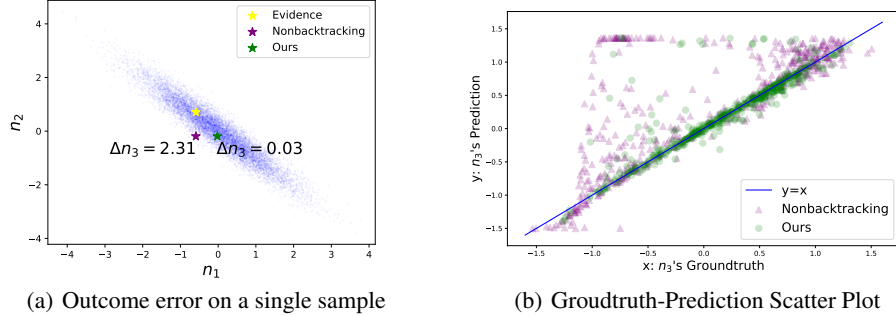 4
2
0
−2
−4
−4
−3
−2
−1
0
1
2
3
4
n₂
n₁
Evidence
Nonbacktracking
Ours
Δn₃ = 2.31
Δn₃ = 0.03
(a) Outcome error on a single sample
1.5
1.0
0.5
0.0
−0.5
−1.0
−1.5
−1.5
−1.0
−0.5
0.0
0.5
1.0
1.5
y: n₃'s Prediction
x: n₃'s Groundtruth
y=x
Nonbacktracking
Ours
(b) Groudtruth-Prediction Scatter Plot